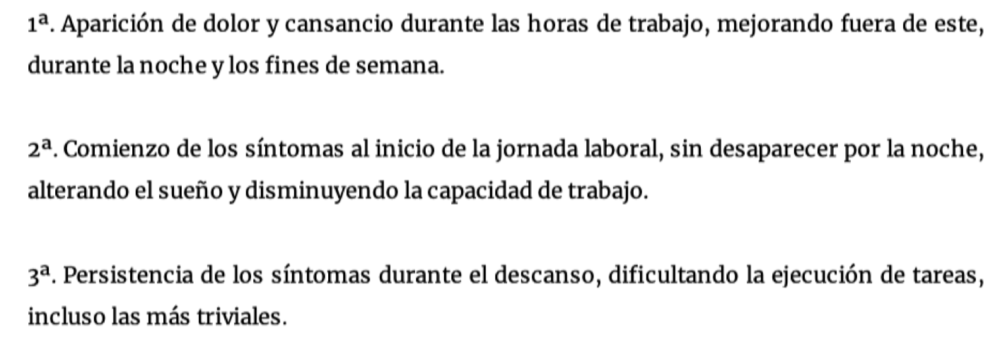 1ª. Aparición de dolor y cansancio durante las horas de trabajo, mejorando fuera de este,
durante la noche y los fines de semana.
2ª. Comienzo de los síntomas al inicio de la jornada laboral, sin desaparecer por la noche,
alterando el sueño y disminuyendo la capacidad de trabajo.
3ª. Persistencia de los síntomas durante el descanso, dificultando la ejecución de tareas,
incluso las más triviales.